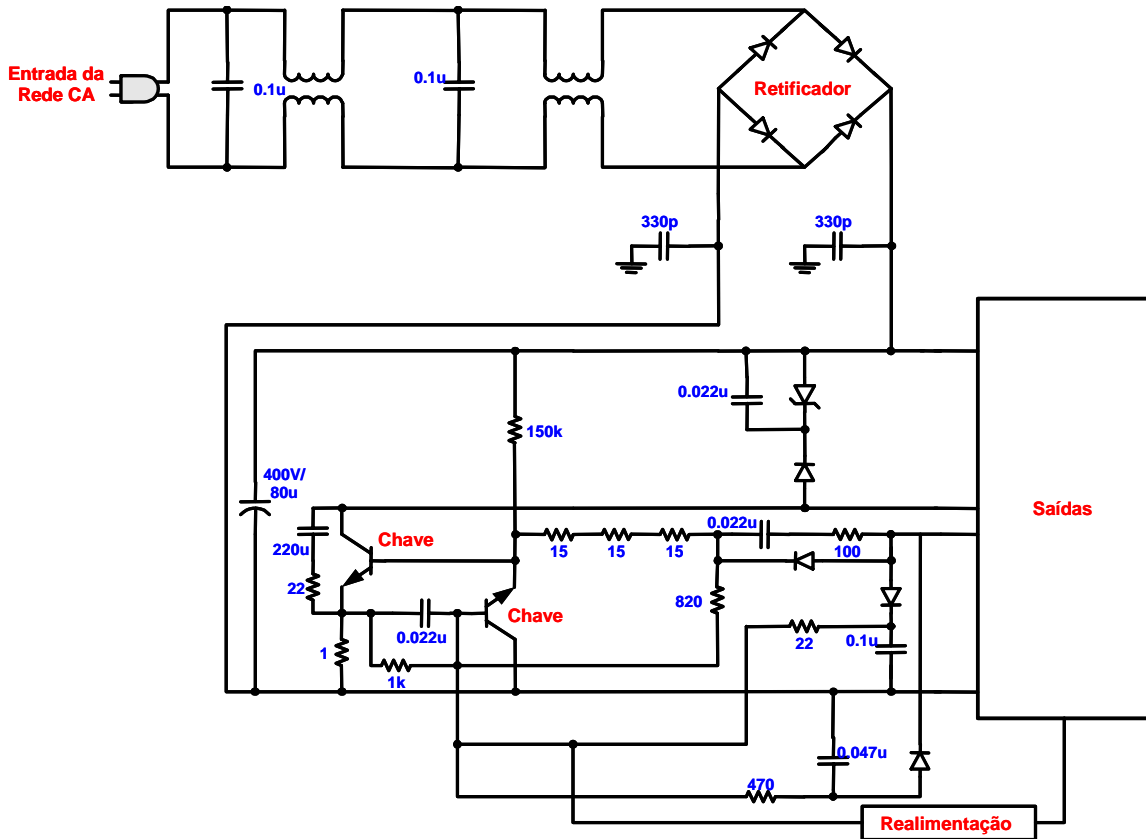 Entrada da
Rede CA
0.1u
0.1u
Retificador
330p
330p
0.022u
150k
400V/
80u
Saídas
0.022u
Chave
220u
15
15
15
100
22
820
Chave
0.022u
22
0.1u
1
1k
0.047u
470
Realimentação